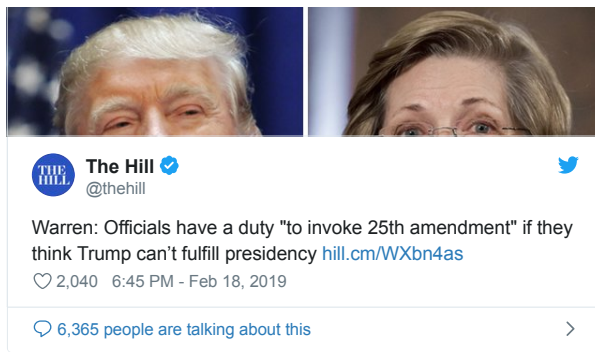 THE
HILL
The Hill
@thehill
Warren: Officials have a duty "to invoke 25th amendment" if they
think Trump can’t fulfill presidency hill.cm/WXbn4as
2,040 6:45 PM - Feb 18, 2019
6,365 people are talking about this